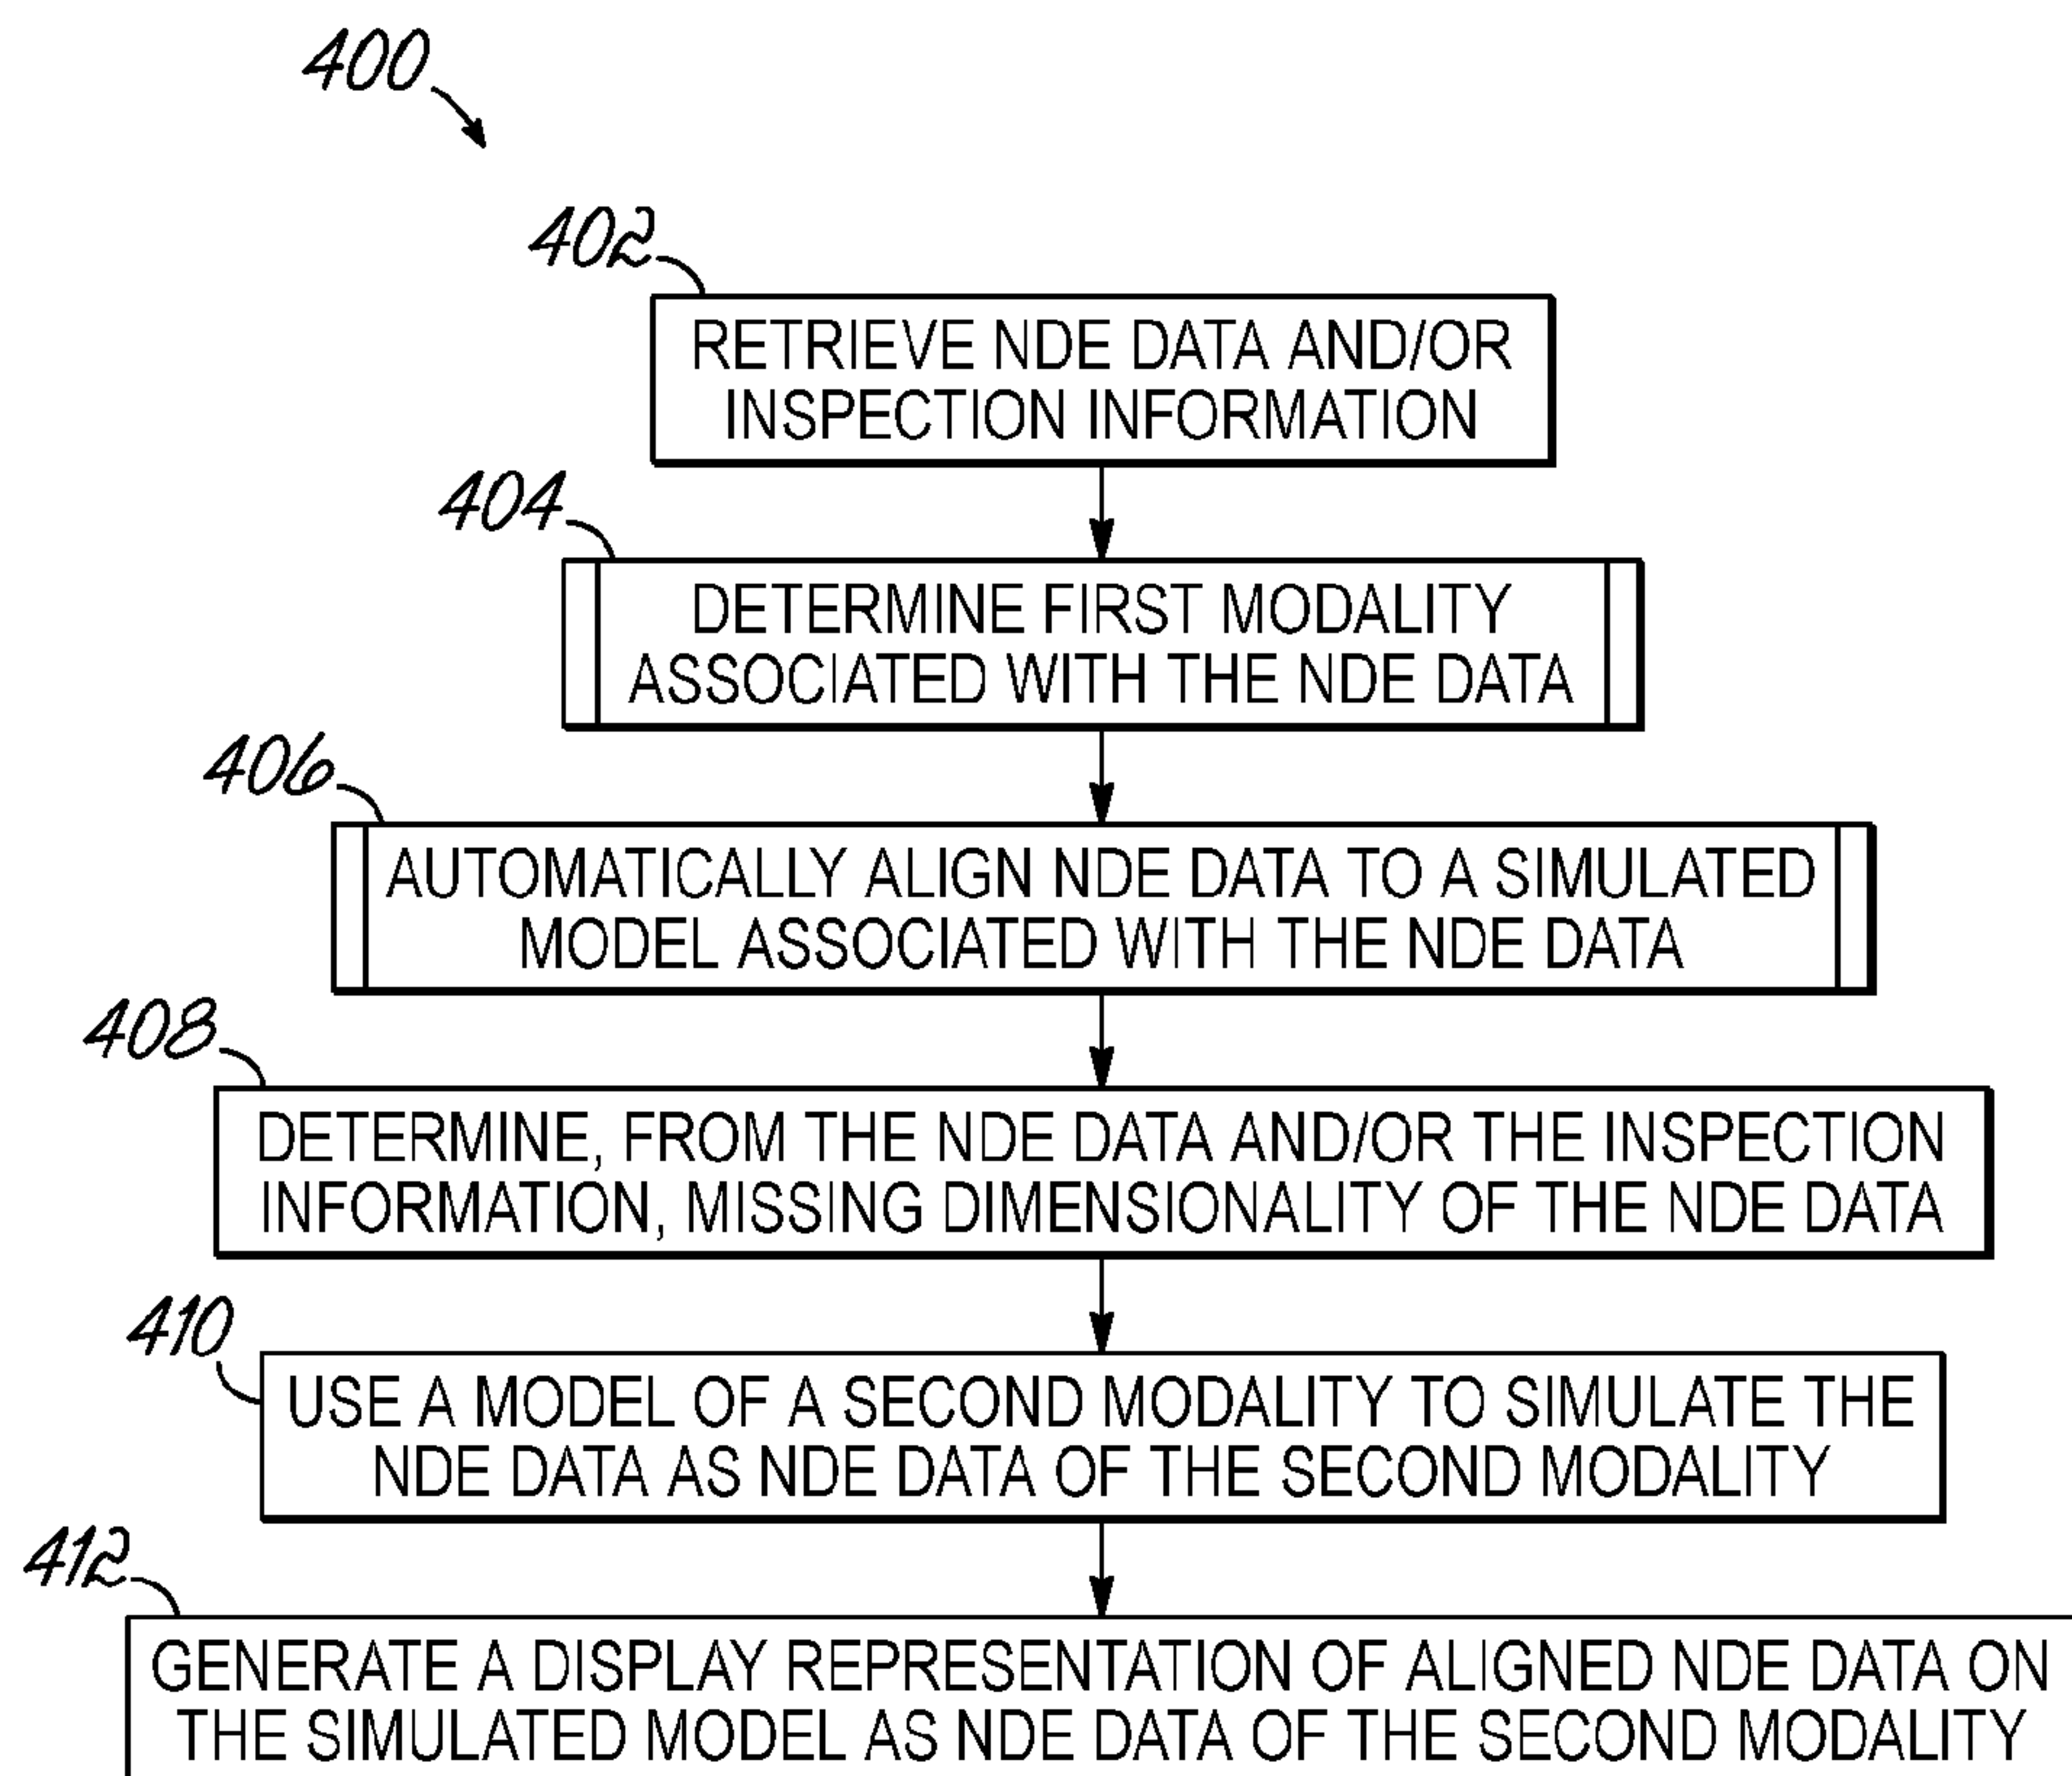 400
402
RETRIEVE NDE DATA AND/OR
INSPECTION INFORMATION
404
DETERMINE FIRST MODALITY
ASSOCIATED WITH THE NDE DATA
406
AUTOMATICALLY ALIGN NDE DATA TO A SIMULATED
MODEL ASSOCIATED WITH THE NDE DATA
408
DETERMINE, FROM THE NDE DATA AND/OR THE INSPECTION
INFORMATION, MISSING DIMENSIONALITY OF THE NDE DATA
410
USE A MODEL OF A SECOND MODALITY TO SIMULATE THE
NDE DATA AS NDE DATA OF THE SECOND MODALITY
412
GENERATE A DISPLAY REPRESENTATION OF ALIGNED NDE DATA ON
THE SIMULATED MODEL AS NDE DATA OF THE SECOND MODALITY